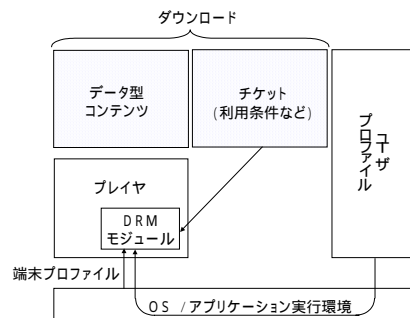 ダウンロード
データ型
コンテンツ
チケット
(利用条件など)
ユーザ
プロファイル
プレイヤ
DRM
モジュール
端末プロファイル
OS /アプリケーション実行環境